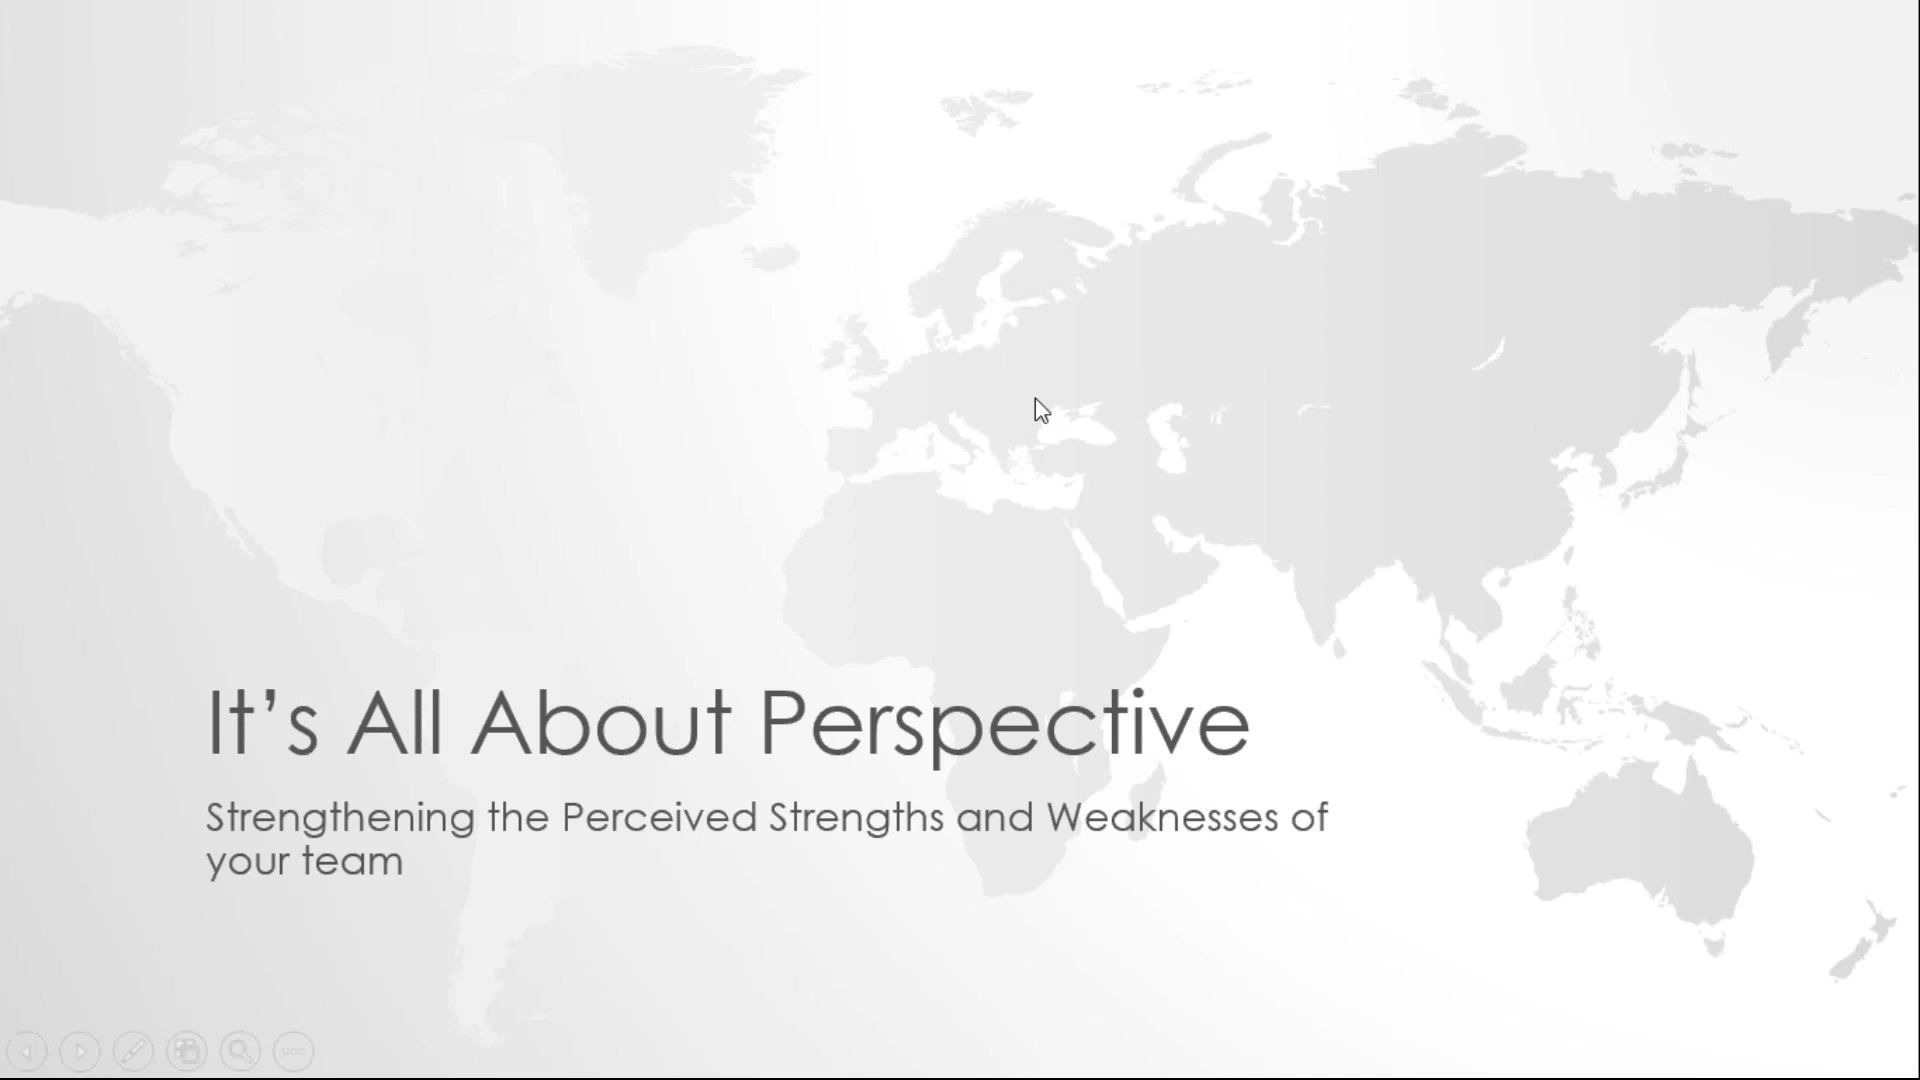 It’s All About Perspective
Strengthening the Perceived Strengths and Weaknesses of
your team